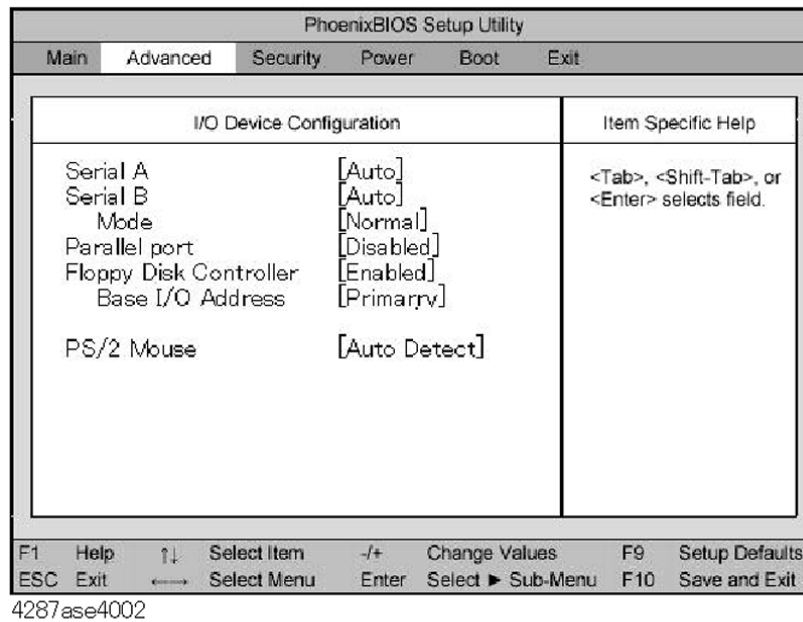 PhoenixBIOS Setup Utility
Main Advanced Security Power Boot Exit
I/O Device Configuration
Item Specific Help
Serial A [Auto]
Serial B [Auto]
Mode [Normal]
Parallel port [Disabled]
Floppy Disk Controller [Enabled]
Base I/O Address [Primarrv]
PS/2 Mouse [Auto Detect]
<Tab>, <Shift-Tab>, or
<Enter> selects field.
F1 Help ↑↓ Select Item -/+ Change Values F9 Setup Defaults
ESC Exit ←→ Select Menu Enter Select ► Sub-Menu F10 Save and Exit
4287ase4002